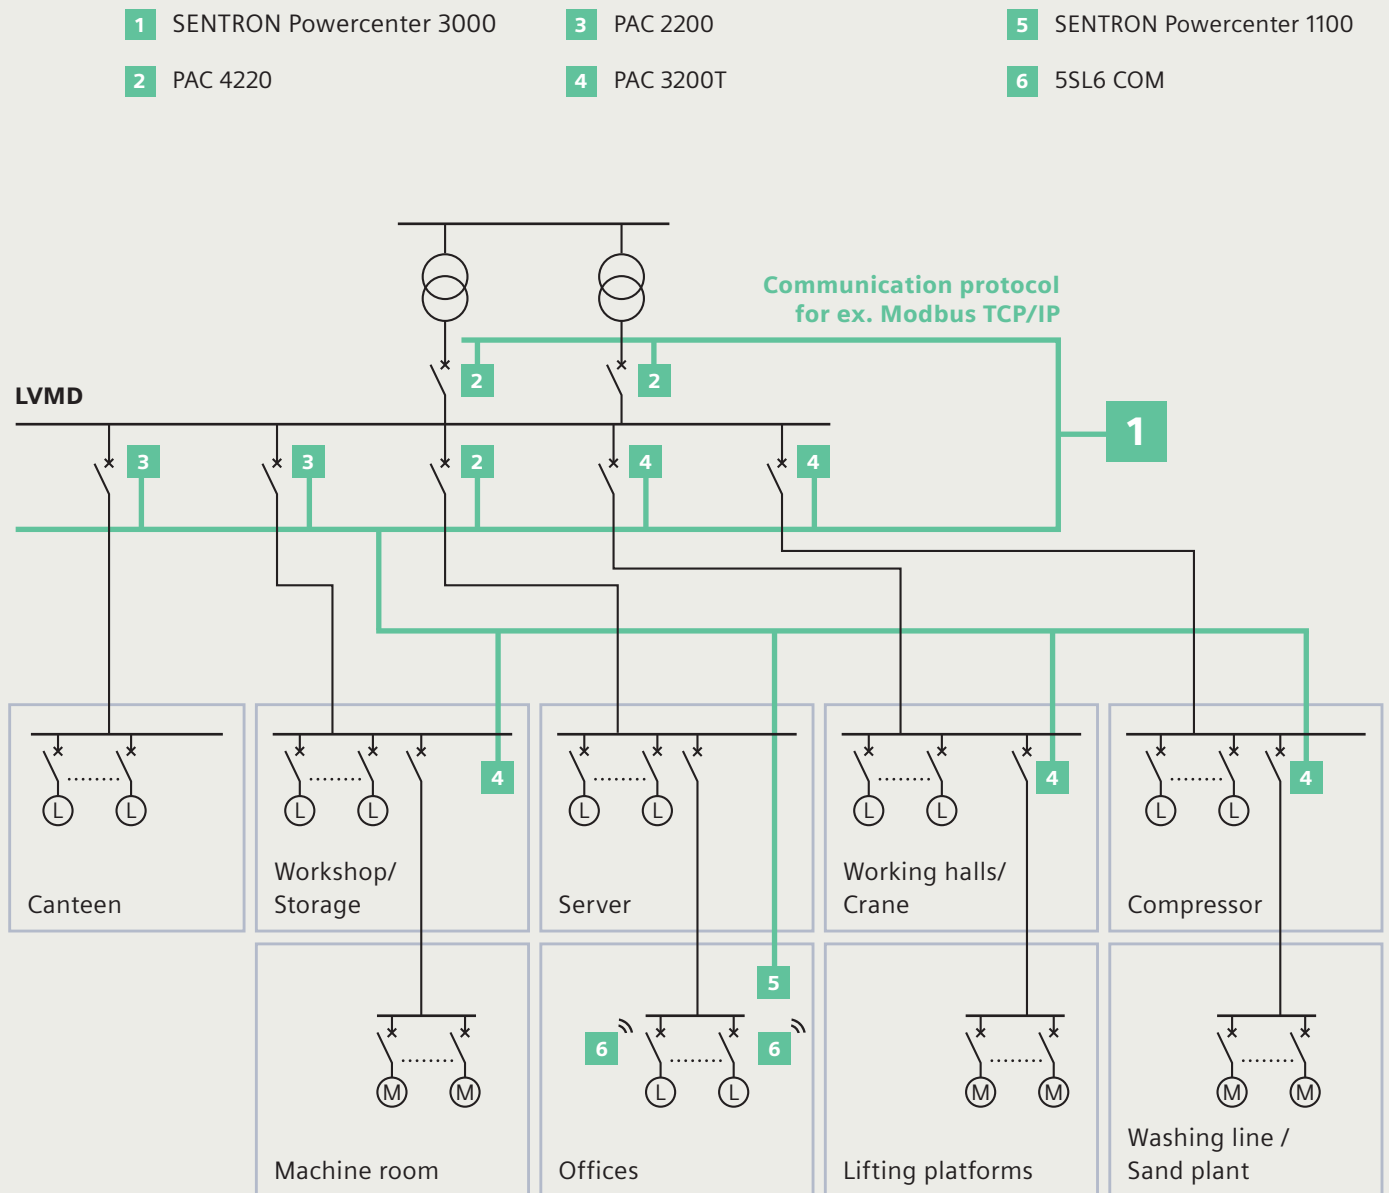 1 SENTRON Powercenter 3000
3 PAC 2200
5 SENTRON Powercenter 1100
2 PAC 4220
4 PAC 3200T
6 5SL6 COM
Communication protocol
for ex. Modbus TCP/IP
2 2
LVMD
1
3 3 2 4 4
4 4 4
L L L L L L L L L L
Workshop/
Storage
Working halls/
Crane
Canteen
Server
Compressor
5
6 6
M M L L M M M M
Machine room
Offices
Lifting platforms
Washing line /
Sand plant